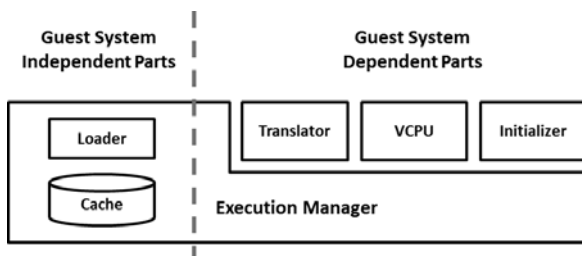 Guest System
Independent Parts
Guest System
Dependent Parts
Loader
Translator
VCPU
Initializer
Cache
Execution Manager